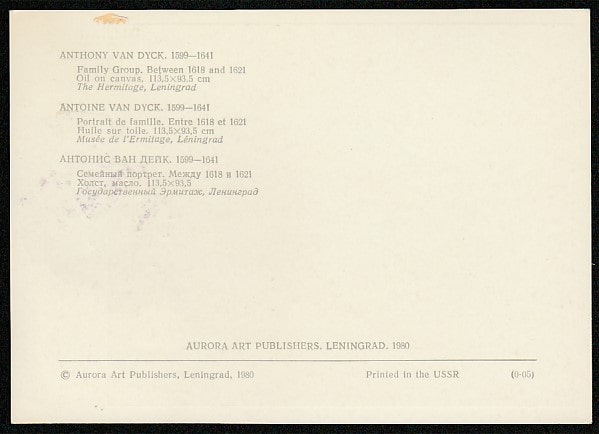 ANTHONY VAN DYCK. 1599—1641
Family Group. Between 1618 and 1621
Oil on canvas. 113,5×93,5 cm
The Hermitage, Leningrad
ANTOINE VAN DYCK. 1599—1641
Portrait de famille. Entre 1618 et 1621
Huile sur toile. 113,5×93,5 cm
Musée de l'Ermitage, Léningrad
АНТОНИС ВАН ДЕЙК. 1599—1641
Семейный портрет. Между 1618 и 1621
Холст, масло. 113,5×93,5
Государственный Эрмитаж, Ленинград
AURORA ART PUBLISHERS. LENINGRAD. 1980
© Aurora Art Publishers, Leningrad, 1980 Printed in the USSR (0-05)